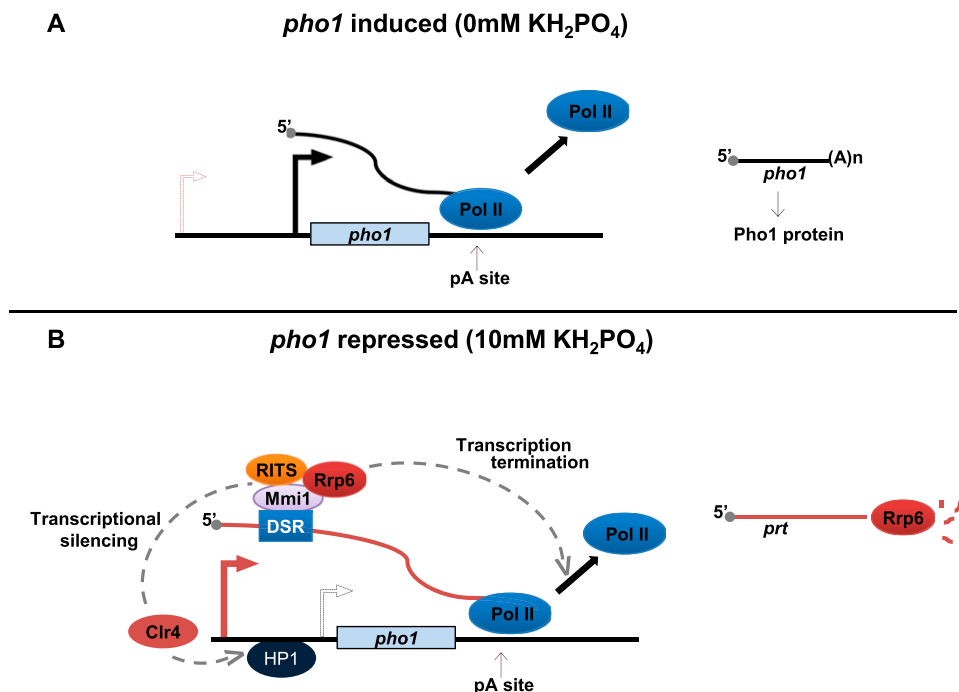 A
pho1 induced (0mM KH₂PO₄)
5'
Pol II
Pol II
pho1
pA site
5'
(A)n
pho1
Pho1 protein
B
pho1 repressed (10mM KH₂PO₄)
Transcription
termination
RITS
Rrp6
Mmi1
5'
DSR
Transcriptional
silencing
Pol II
5'
prt
Rrp6
Pol II
Clr4
HP1
pho1
pA site